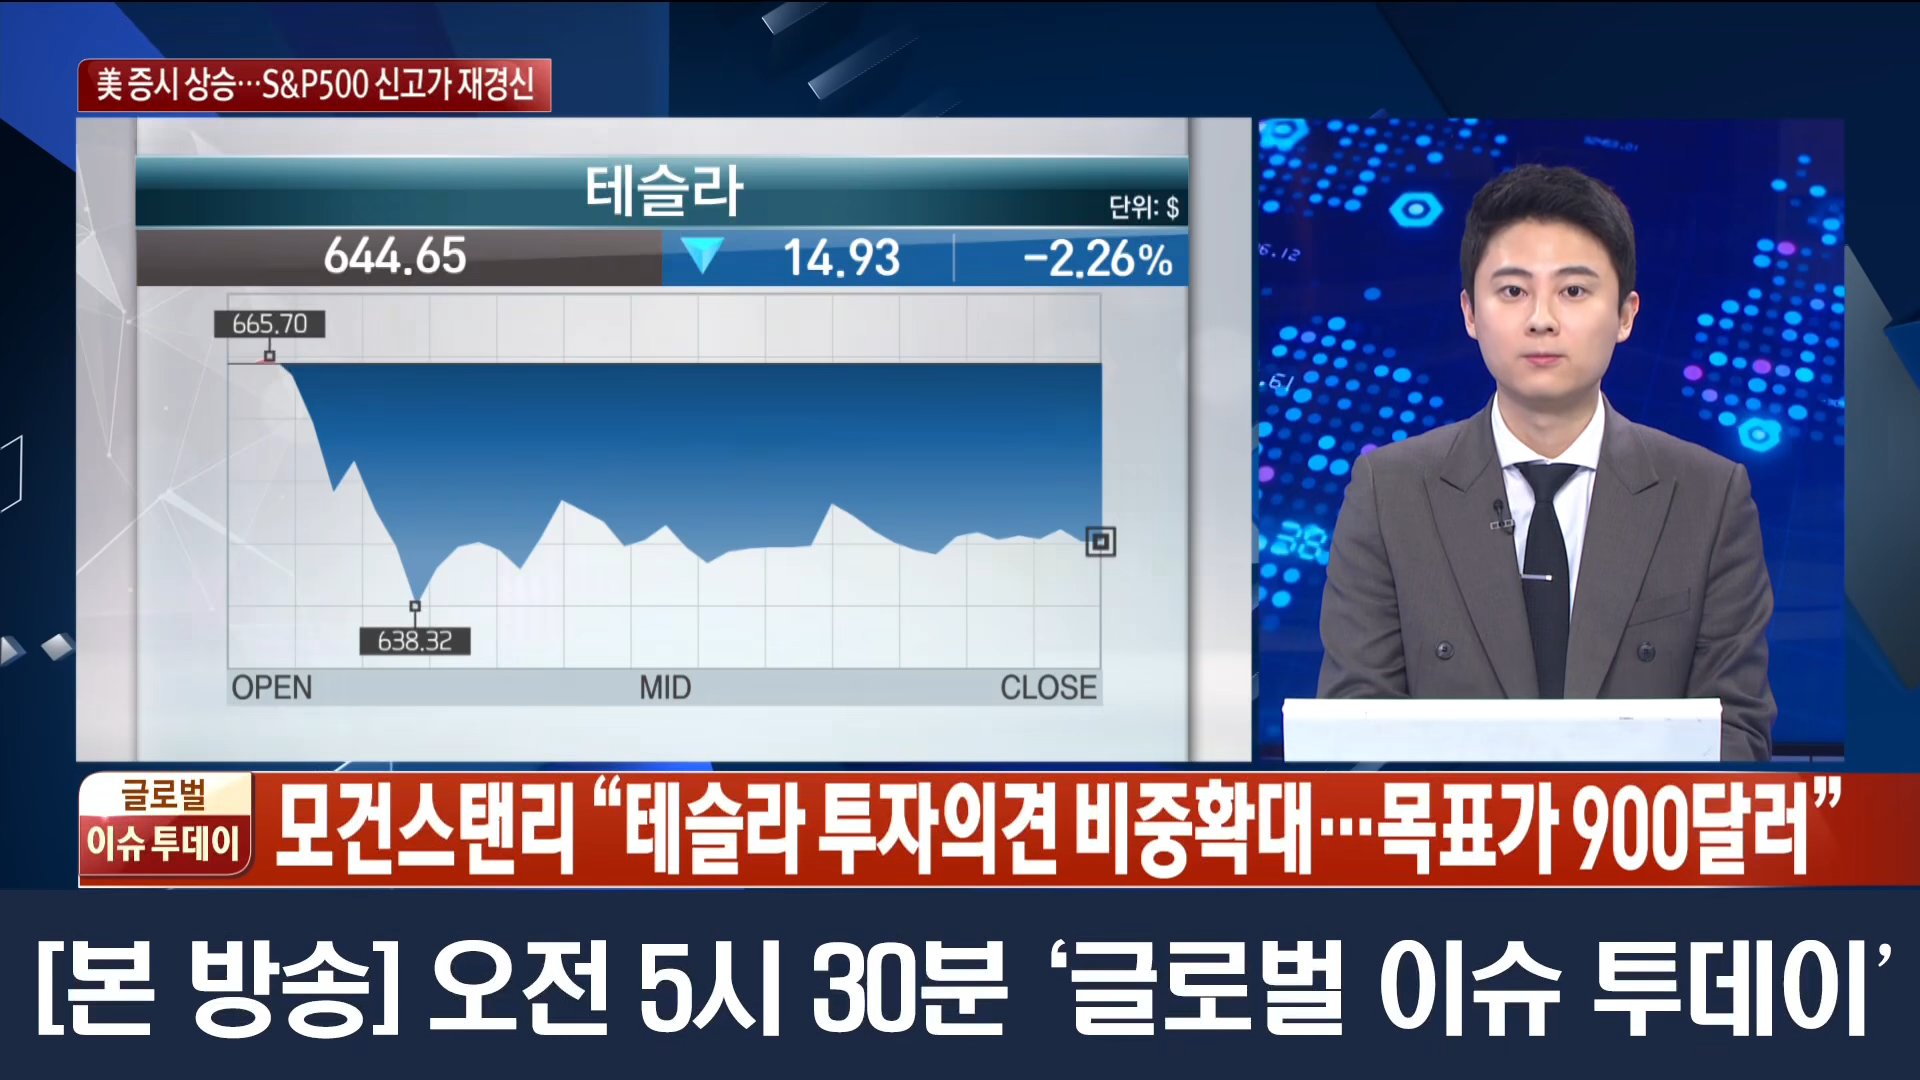 美 증시 상승…S&P500 신고가 재경신
테슬라
단위: $
644.65
14.93
-2.26%
665.70
638.32
OPEN MID CLOSE
글로벌
이슈 투데이
모건스탠리 “테슬라 투자의견 비중확대…목표가 900달러”
[본 방송] 오전 5시 30분 ‘글로벌 이슈 투데이’